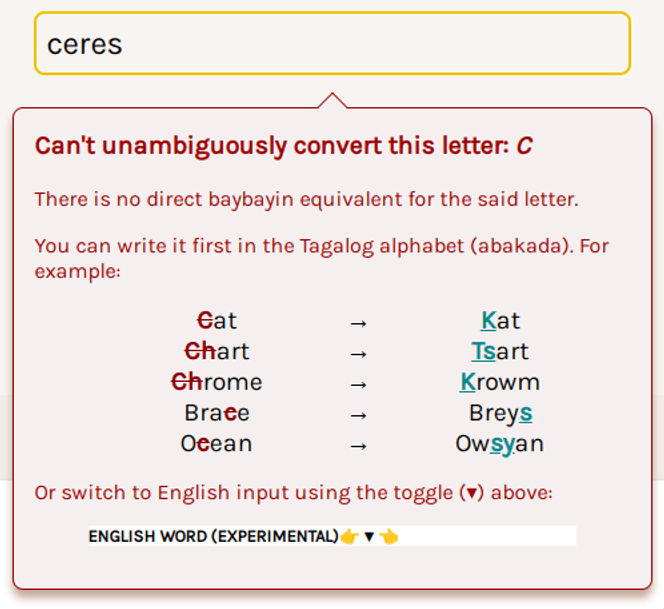 ceres
Can't unambiguously convert this letter: C
There is no direct baybayin equivalent for the said letter.
You can write it first in the Tagalog alphabet (abakada). For
example:
Cat → Kat
Chart → Tsart
Chrome → Krowm
Brace → Breys
Ocean → Owsyan
Or switch to English input using the toggle (▼) above:
ENGLISH WORD (EXPERIMENTAL)👉 ▼ 👈